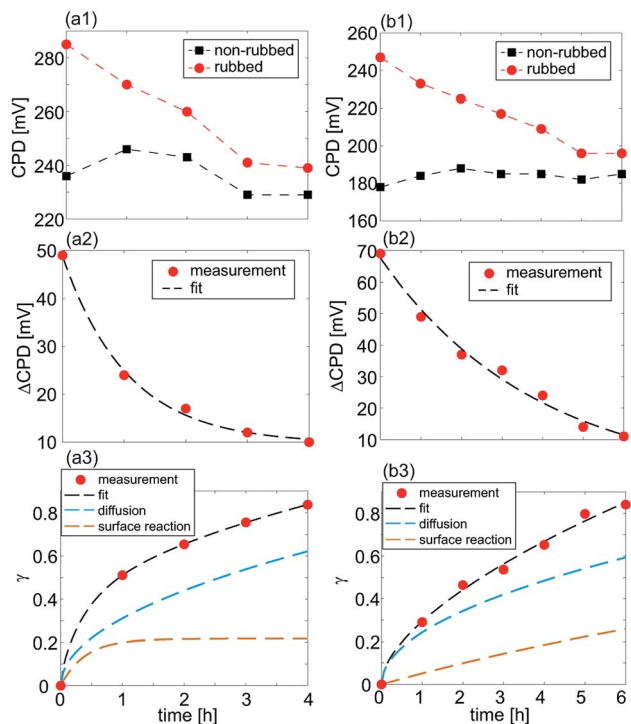 (a1)
CPD [mV]
280
260
240
220
non-rubbed
rubbed
(b1)
CPD [mV]
260
240
220
200
180
160
non-rubbed
rubbed
(a2)
ΔCPD [mV]
50
40
30
20
10
measurement
fit
(b2)
ΔCPD [mV]
70
60
50
40
30
20
10
measurement
fit
(a3)
measurement
fit
diffusion
surface reaction
γ
0.8
0.6
0.4
0.2
0
0 1 2 3 4
time [h]
(b3)
measurement
fit
diffusion
surface reaction
γ
0.8
0.6
0.4
0.2
0
0 1 2 3 4 5 6
time [h]